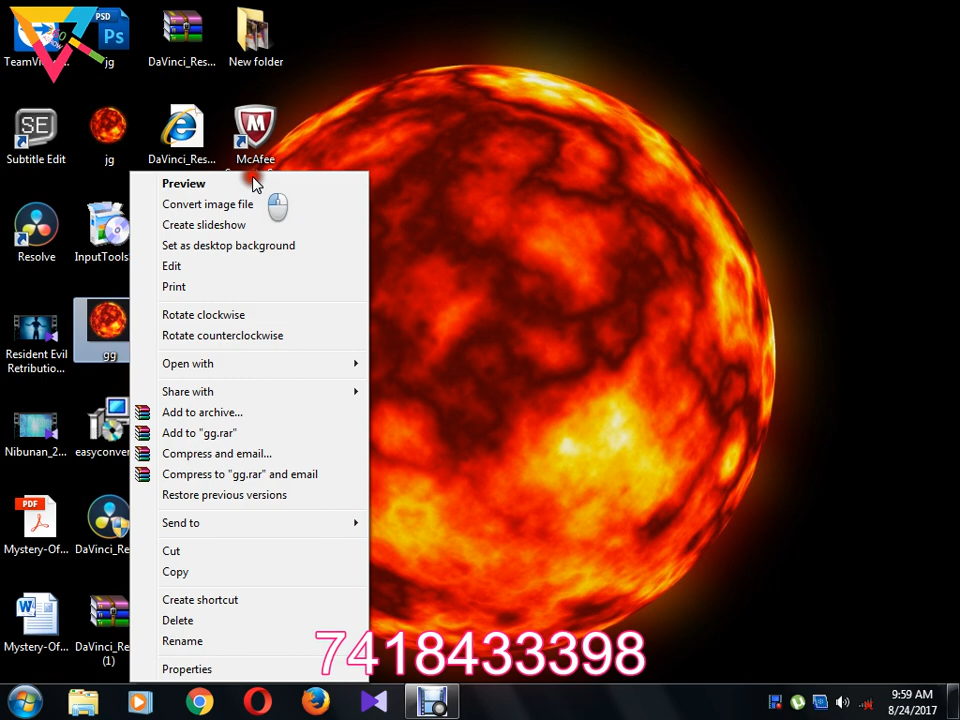 TeamVi...
PSD
Ps
jg
DaVinci_Res...
New folder
SE
Subtitle Edit
jg
DaVinci_Res...
McAfee
Resolve
InputTools
Resident Evil
Retributio...
gg
Nibunan_2...
easyconver
PDF
Mystery-Of...
DaVinci_Re
Mystery-Of...
DaVinci_Re
(1)
Preview
Convert image file
Create slideshow
Set as desktop background
Edit
Print
Rotate clockwise
Rotate counterclockwise
Open with
Share with
Add to archive...
Add to "gg.rar"
Compress and email...
Compress to "gg.rar" and email
Restore previous versions
Send to
Cut
Copy
Create shortcut
Delete
Rename
Properties
7418433398
9:59 AM
8/24/2017